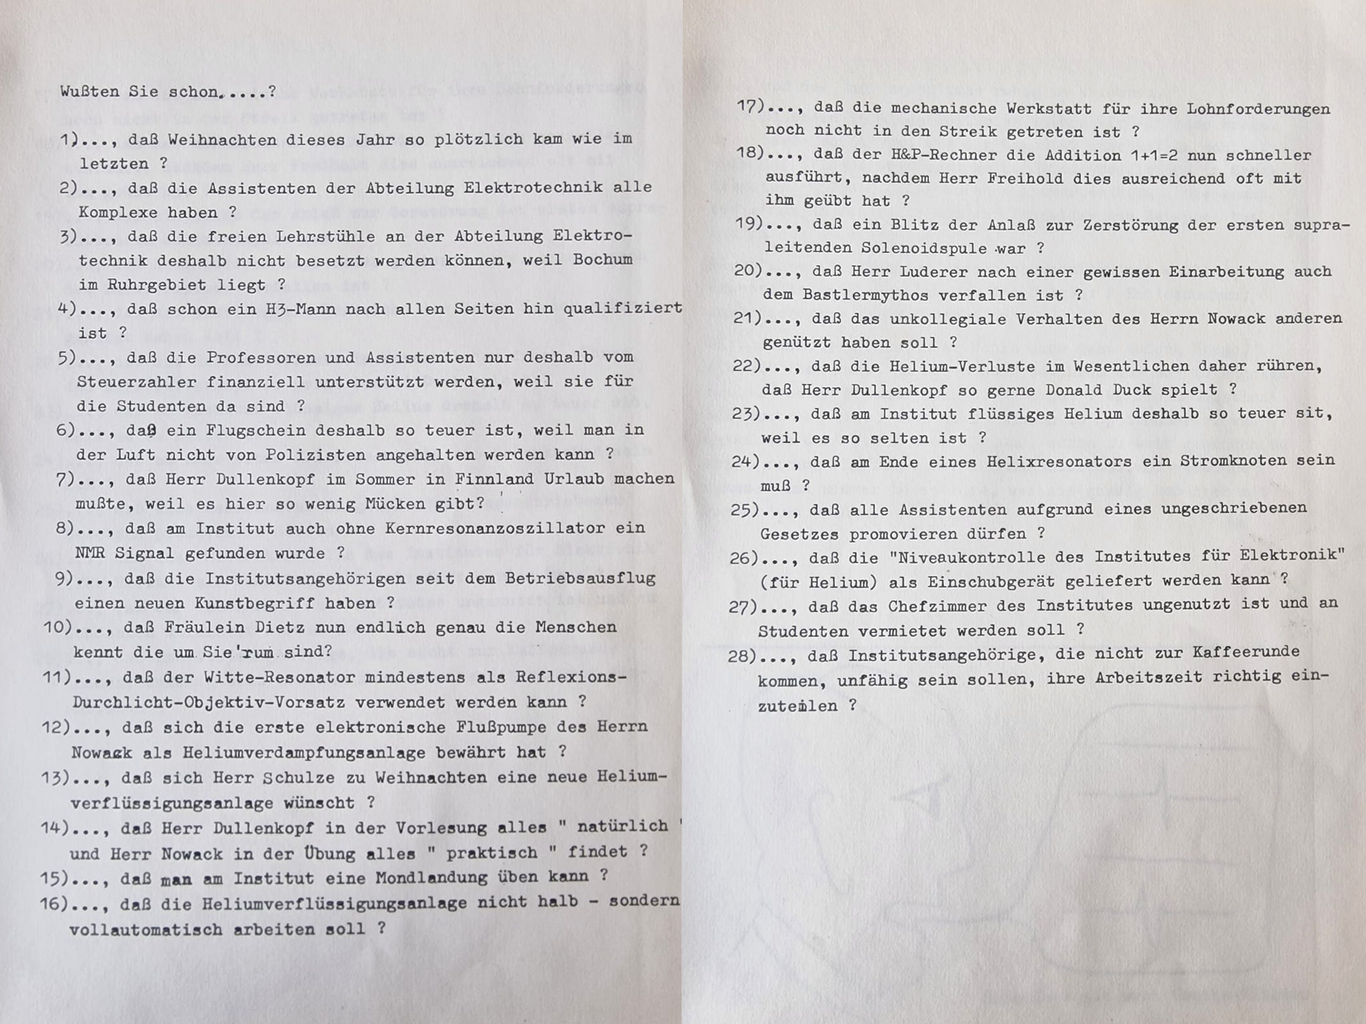 Wußten Sie schon.....?
1)..., daß Weihnachten dieses Jahr so plötzlich kam wie im
letzten ?
2)..., daß die Assistenten der Abteilung Elektrotechnik alle
Komplexe haben ?
3)..., daß die freien Lehrstühle an der Abteilung Elektro-
technik deshalb nicht besetzt werden können, weil Bochum
im Ruhrgebiet liegt ?
4)..., daß schon ein H3-Mann nach allen Seiten hin qualifiziert
ist ?
5)..., daß die Professoren und Assistenten nur deshalb vom
Steuerzahler finanziell unterstützt werden, weil sie für
die Studenten da sind ?
6)..., daß ein Flugschein deshalb so teuer ist, weil man in
der Luft nicht von Polizisten angehalten werden kann ?
7)..., daß Herr Dullenkopf im Sommer in Finnland Urlaub machen
mußte, weil es hier so wenig Mücken gibt?
8)..., daß am Institut auch ohne Kernresonanzoszillator ein
NMR Signal gefunden wurde ?
9)..., daß die Institutsangehörigen seit dem Betriebsausflug
einen neuen Kunstbegriff haben ?
10)..., daß Fräulein Dietz nun endlich genau die Menschen
kennt die um Sie'rum sind?
11)..., daß der Witte-Resonator mindestens als Reflexions-
Durchlicht-Objektiv-Vorsatz verwendet werden kann ?
12)..., daß sich die erste elektronische Flußpumpe des Herrn
Nowack als Heliumverdampfungsanlage bewährt hat ?
13)..., daß sich Herr Schulze zu Weihnachten eine neue Helium-
verflüssigungsanlage wünscht ?
14)..., daß Herr Dullenkopf in der Vorlesung alles " natürlich "
und Herr Nowack in der Übung alles " praktisch " findet ?
15)..., daß man am Institut eine Mondlandung üben kann ?
16)..., daß die Heliumverflüssigungsanlage nicht halb - sondern
vollautomatisch arbeiten soll ?
17)..., daß die mechanische Werkstatt für ihre Lohnforderungen
noch nicht in den Streik getreten ist ?
18)..., daß der H&P-Rechner die Addition 1+1=2 nun schneller
ausführt, nachdem Herr Freihold dies ausreichend oft mit
ihm geübt hat ?
19)..., daß ein Blitz der Anlaß zur Zerstörung der ersten supra-
leitenden Solenoidspule war ?
20)..., daß Herr Luderer nach einer gewissen Einarbeitung auch
dem Bastlermythos verfallen ist ?
21)..., daß das unkollegiale Verhalten des Herrn Nowack anderen
genützt haben soll ?
22)..., daß die Helium-Verluste im Wesentlichen daher rühren,
daß Herr Dullenkopf so gerne Donald Duck spielt ?
23)..., daß am Institut flüssiges Helium deshalb so teuer sit,
weil es so selten ist ?
24)..., daß am Ende eines Helixresonators ein Stromknoten sein
muß ?
25)..., daß alle Assistenten aufgrund eines ungeschriebenen
Gesetzes promovieren dürfen ?
26)..., daß die "Niveaukontrolle des Institutes für Elektronik"
(für Helium) als Einschubgerät geliefert werden kann ?
27)..., daß das Chefzimmer des Institutes ungenutzt ist und an
Studenten vermietet werden soll ?
28)..., daß Institutsangehörige, die nicht zur Kaffeerunde
kommen, unfähig sein sollen, ihre Arbeitszeit richtig ein-
zuteilen ?